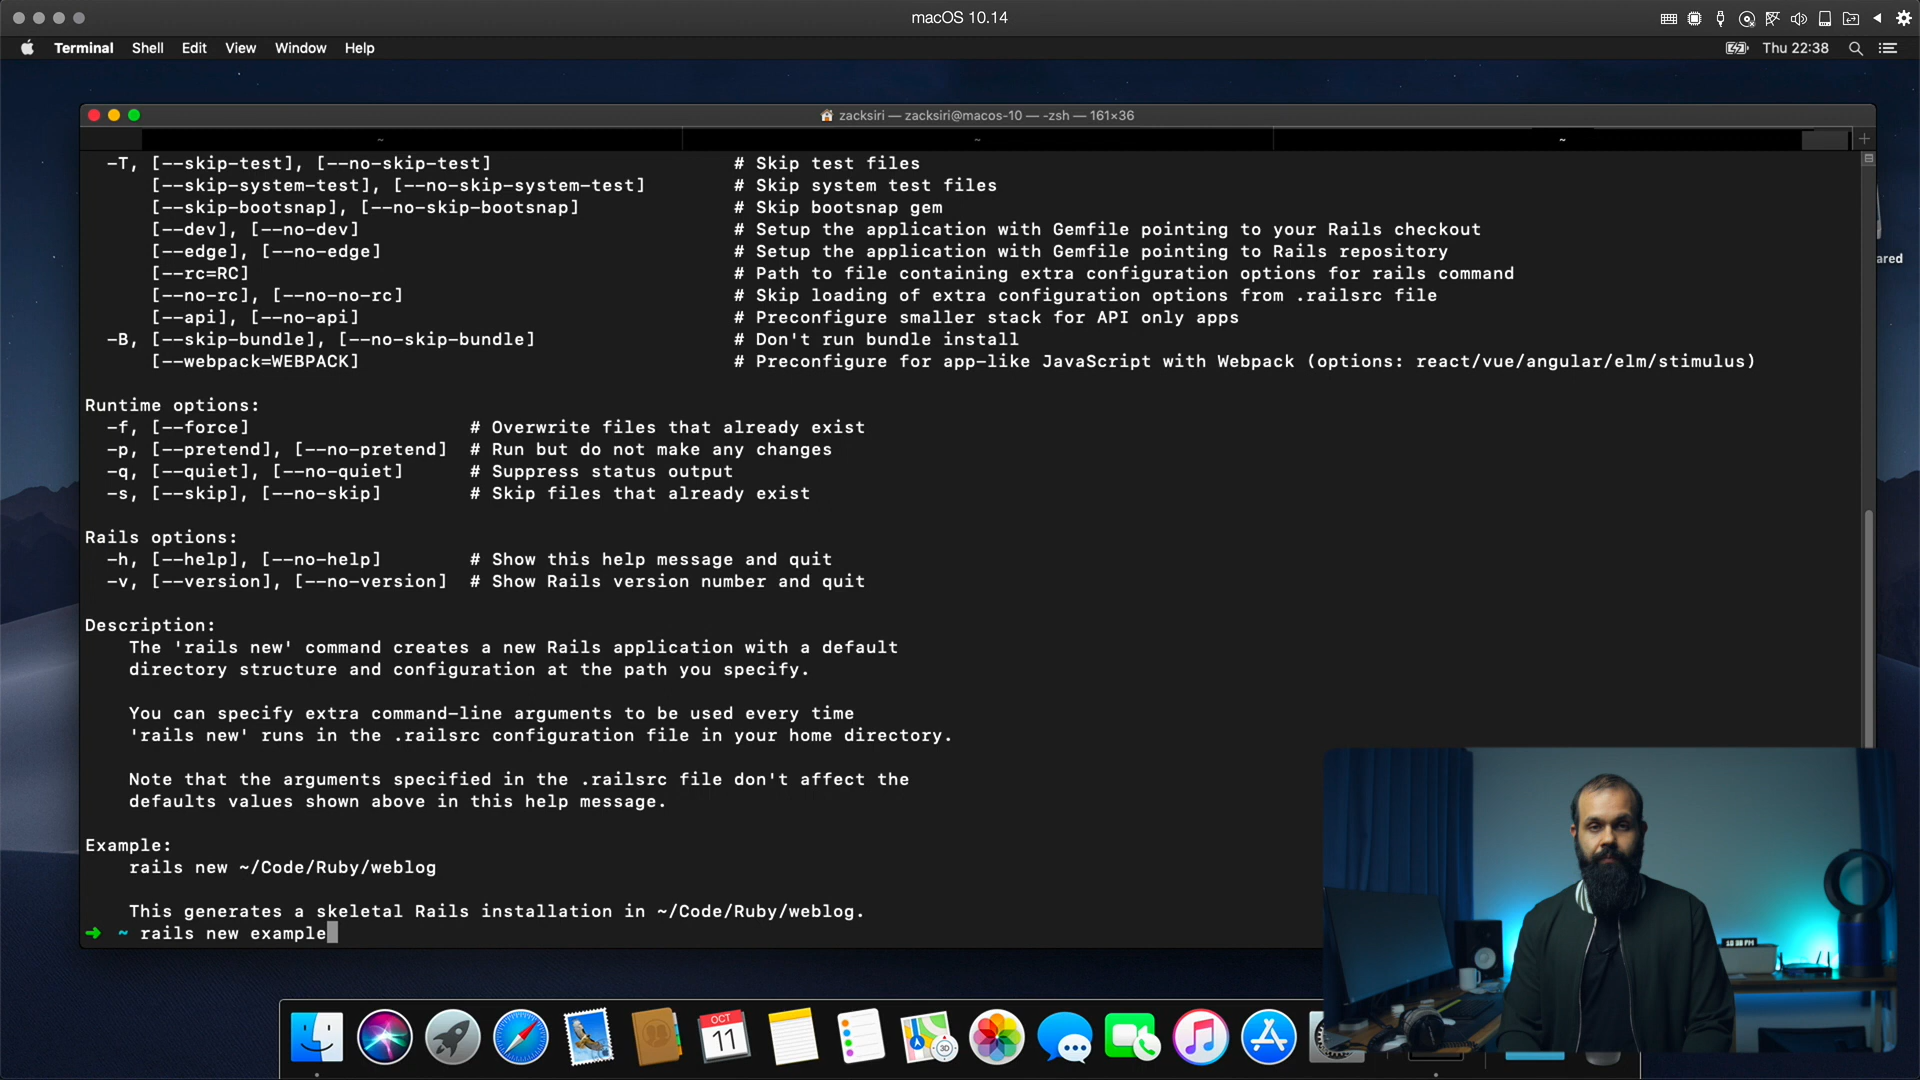 macOS 10.14
Terminal Shell Edit View Window Help
Thu 22:38
zacksiri — zacksiri@macos-10 — -zsh — 161×36
~ ~ ~
-T, [--skip-test], [--no-skip-test] # Skip test files
[--skip-system-test], [--no-skip-system-test] # Skip system test files
[--skip-bootsnap], [--no-skip-bootsnap] # Skip bootsnap gem
[--dev], [--no-dev] # Setup the application with Gemfile pointing to your Rails checkout
[--edge], [--no-edge] # Setup the application with Gemfile pointing to Rails repository
ared
[--rc=RC] # Path to file containing extra configuration options for rails command
[--no-rc], [--no-no-rc] # Skip loading of extra configuration options from .railsrc file
[--api], [--no-api] # Preconfigure smaller stack for API only apps
-B, [--skip-bundle], [--no-skip-bundle] # Don't run bundle install
[--webpack=WEBPACK] # Preconfigure for app-like JavaScript with Webpack (options: react/vue/angular/elm/stimulus)
Runtime options:
-f, [--force] # Overwrite files that already exist
-p, [--pretend], [--no-pretend] # Run but do not make any changes
-q, [--quiet], [--no-quiet] # Suppress status output
-s, [--skip], [--no-skip] # Skip files that already exist
Rails options:
-h, [--help], [--no-help] # Show this help message and quit
-v, [--version], [--no-version] # Show Rails version number and quit
Description:
The 'rails new' command creates a new Rails application with a default
directory structure and configuration at the path you specify.
You can specify extra command-line arguments to be used every time
'rails new' runs in the .railsrc configuration file in your home directory.
Note that the arguments specified in the .railsrc file don't affect the
defaults values shown above in this help message.
Example:
rails new ~/Code/Ruby/weblog
This generates a skeletal Rails installation in ~/Code/Ruby/weblog.
➜ ~ rails new example
10:38 PM
OCT
11
3D